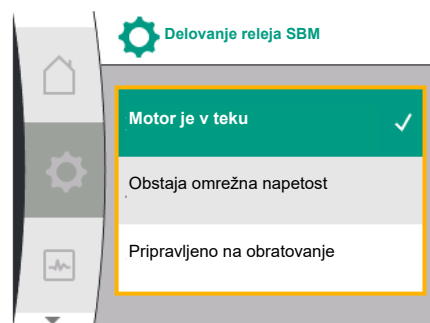 Delovanje releja SBM
Motor je v teku
Obstaja omrežna napetost
Pripravljeno na obratovanje